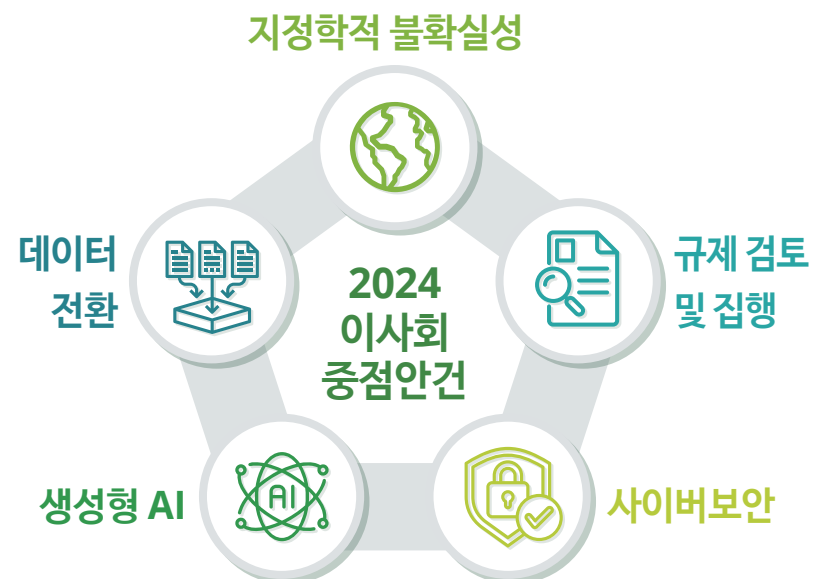 지정학적 불확실성
데이터
전환
규제 검토
및 집행
2024
이사회
중점안건
생성형 AI
AI
사이버보안